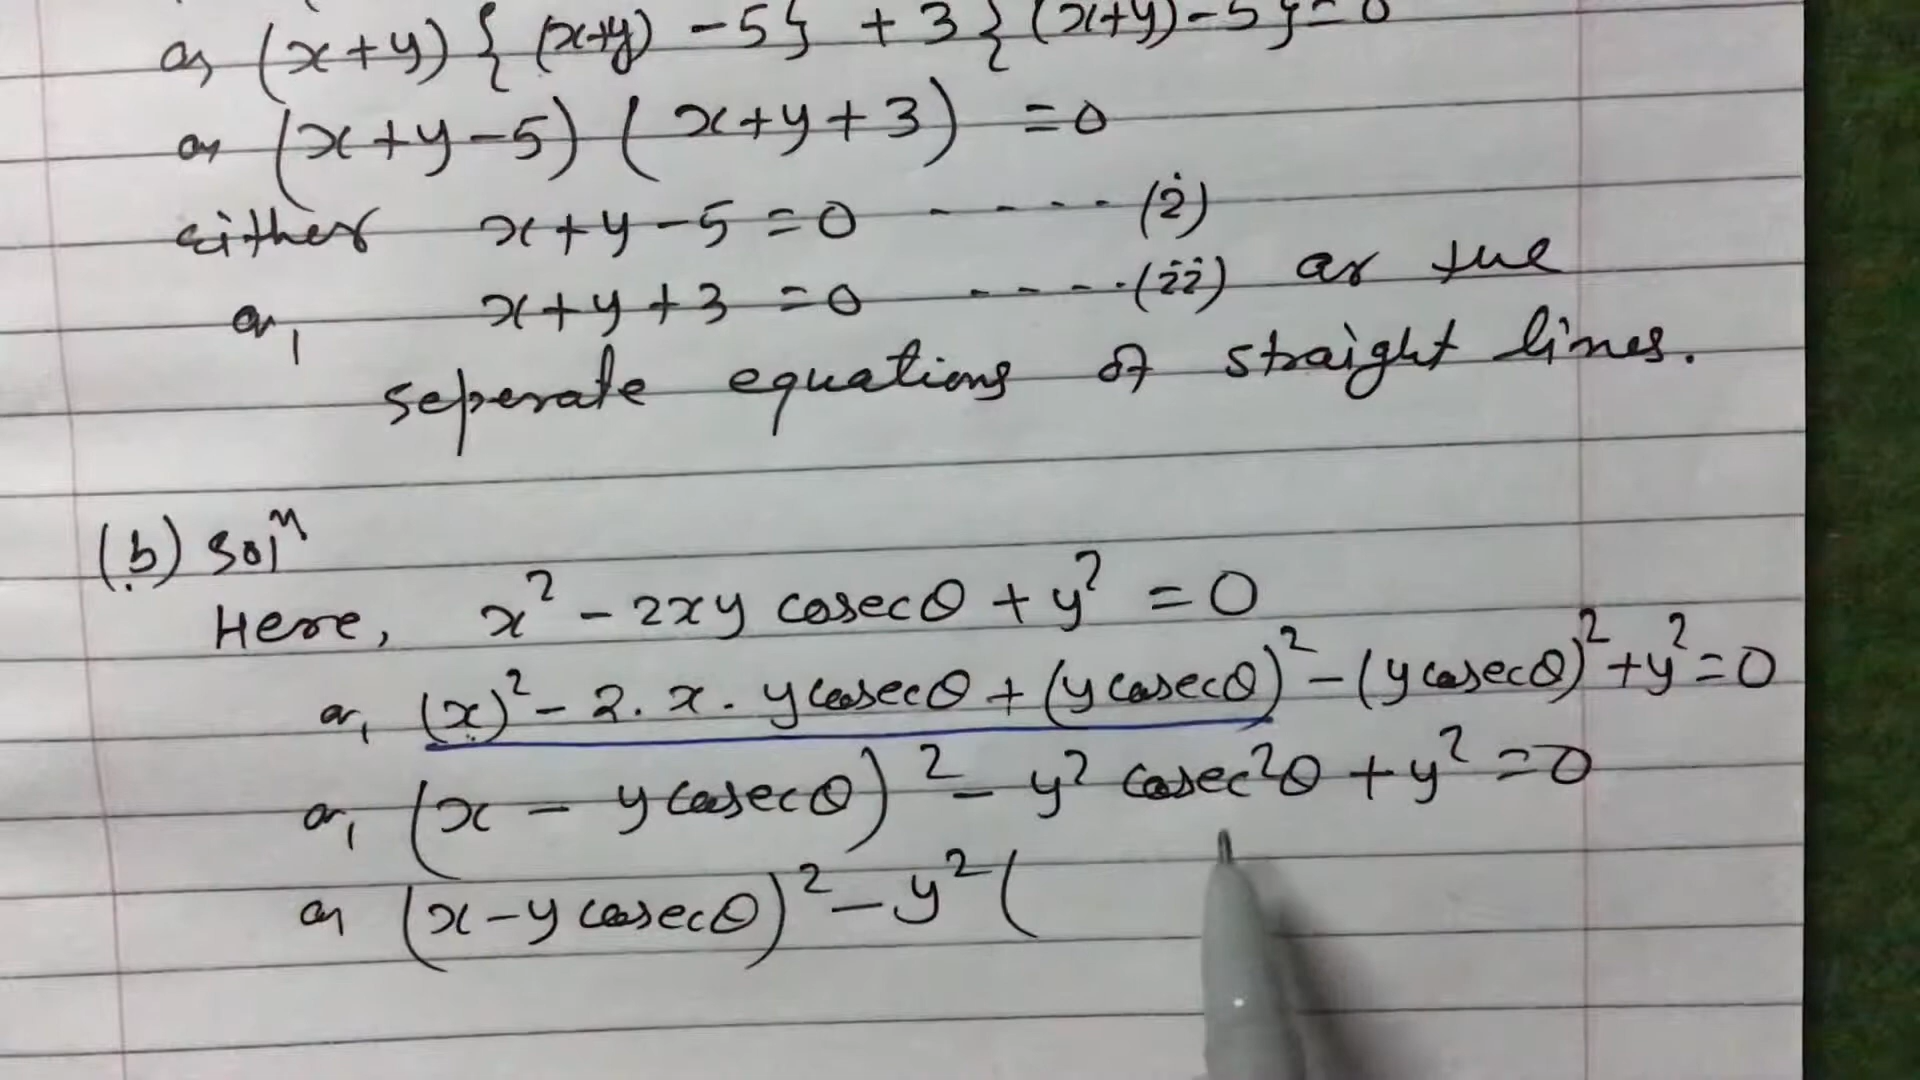 or (x+y) { (x+y) - 5} + 3 { (x+y) - 5 } = 0
or (x+y-5) (x+y+3) = 0
either x+y-5 = 0 ----- (i)
or, x+y+3 = 0 ----- (ii) are the
seperate equations of straight lines.
(b) Solⁿ
Here, x² - 2xy cosecθ + y² = 0
or, (x)² - 2. x. y cosecθ + (y cosecθ)² - (y cosecθ)² + y² = 0
or, (x - y cosecθ)² - y² cosec²θ + y² = 0
or (x - y cosecθ)² - y² (